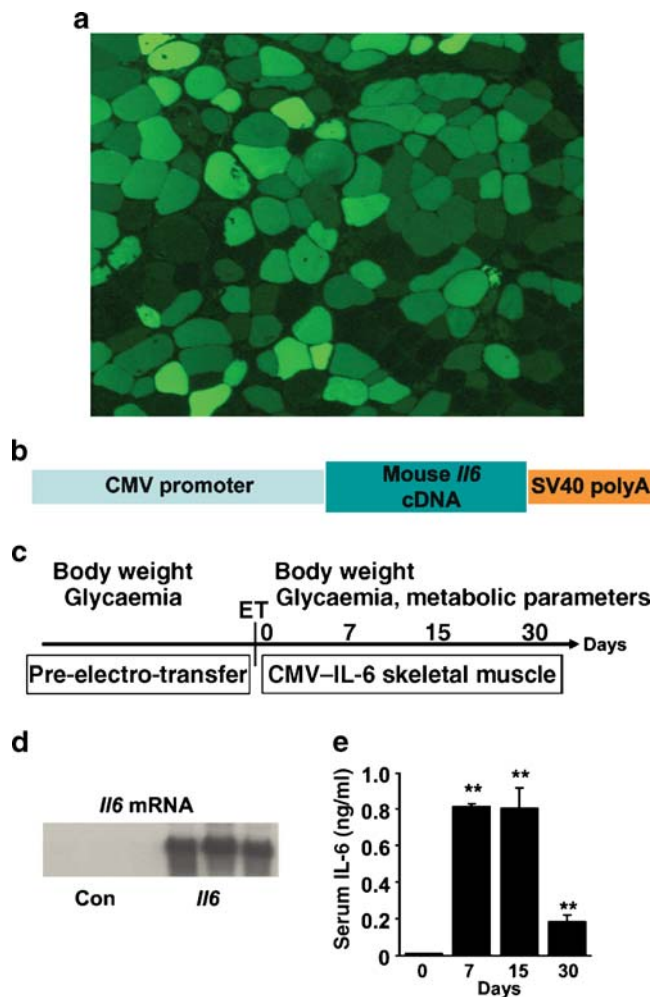 a
b
CMV promoter
Mouse Il6
cDNA
SV40 polyA
c
Body weight
Glycaemia
ET
Body weight
Glycaemia, metabolic parameters
0 7 15 30
Days
Pre-electro-transfer
CMV–IL-6 skeletal muscle
d
Il6 mRNA
Con Il6
e
Serum IL-6 (ng/ml)
1.0
0.8
0.6
0.4
0.2
0
** ** **
0 7 15 30
Days